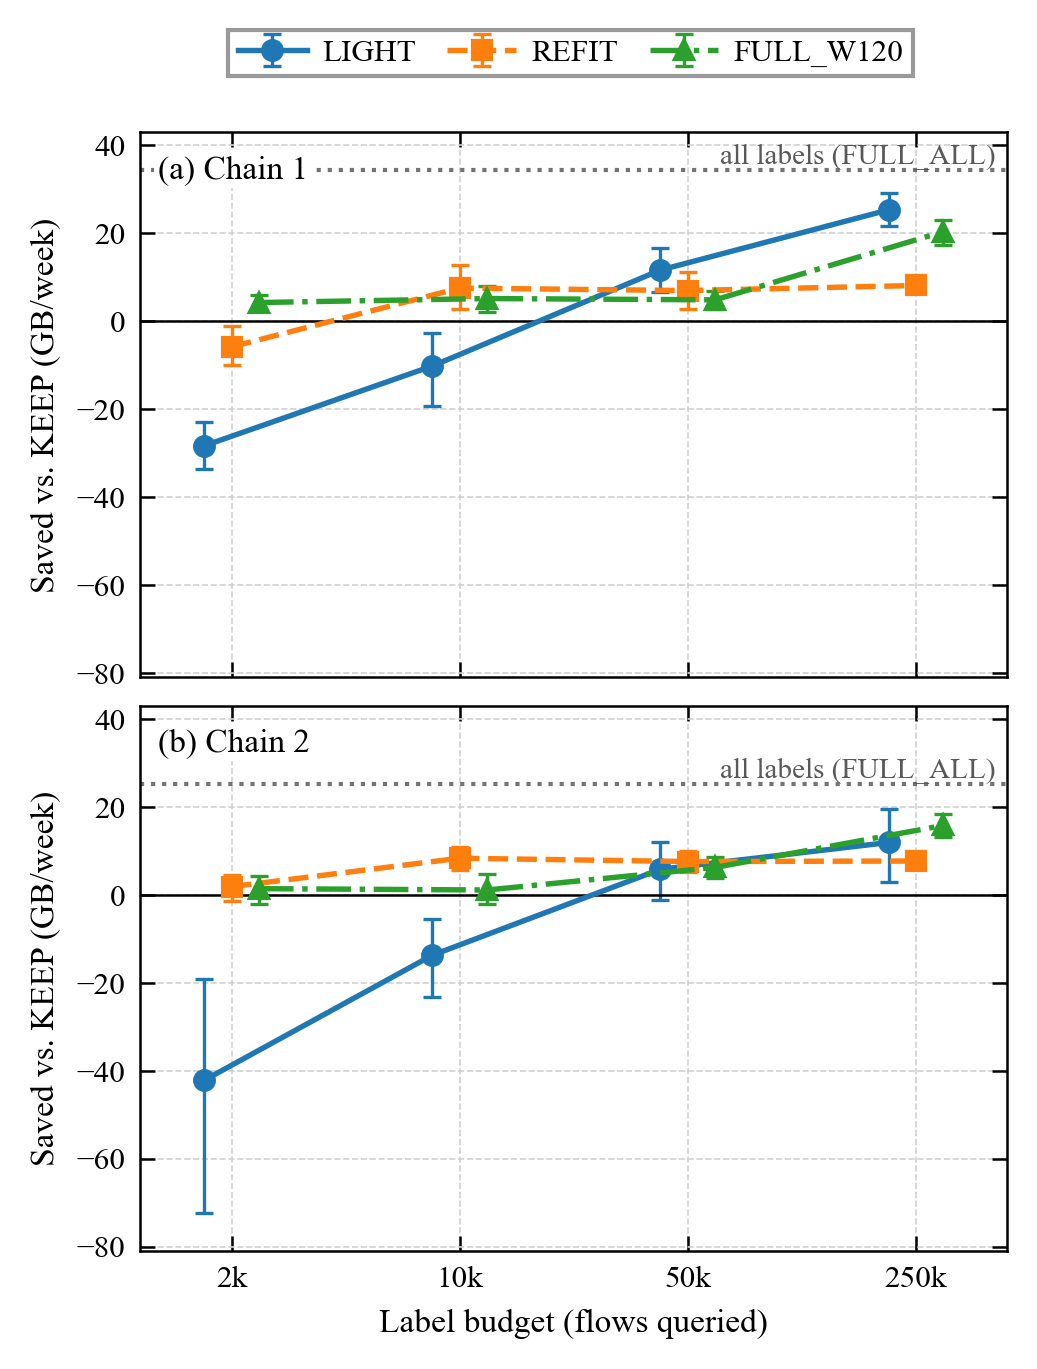 LIGHT REFIT FULL_W120
40
(a) Chain 1
all labels (FULL_ALL)
20
0
−20
−40
−60
−80
Saved vs. KEEP (GB/week)
40
(b) Chain 2
all labels (FULL_ALL)
20
0
−20
−40
−60
−80
Saved vs. KEEP (GB/week)
2k 10k 50k 250k
Label budget (flows queried)